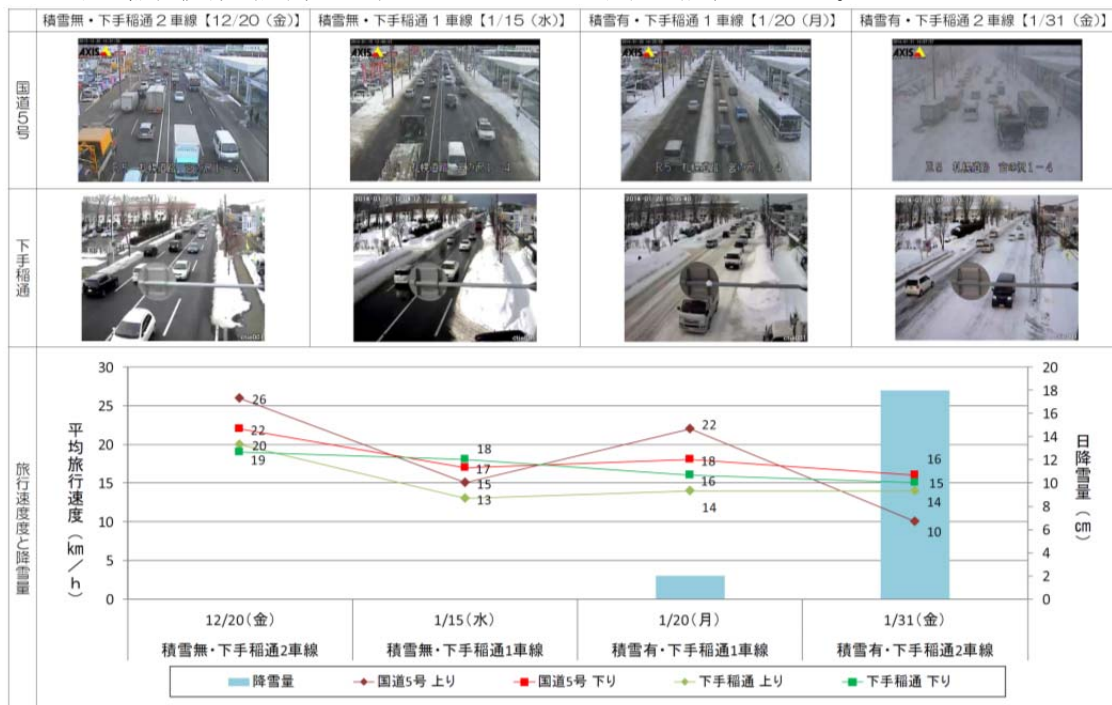 積雪無・下手稲通２車線【12/20（金）】
積雪無・下手稲通１車線【1/15（水）】
積雪有・下手稲通１車線【1/20（月）】
積雪有・下手稲通２車線【1/31（金）】
国道５号
AXIS
AXIS
AXIS
AXIS
下手稲通
旅行速度度と降雪量
平均旅行速度（km／h）
30
25
20
15
10
5
0
26
22
20
19
18
17
15
13
22
18
16
14
16
15
14
10
20
18
16
14
12
10
8
6
4
2
0
日降雪量（cm）
12/20(金)
1/15(水)
1/20(月)
1/31(金)
積雪無・下手稲通2車線
積雪無・下手稲通1車線
積雪有・下手稲通1車線
積雪有・下手稲通2車線
降雪量
国道5号 上り
国道5号 下り
下手稲通 上り
下手稲通 下り